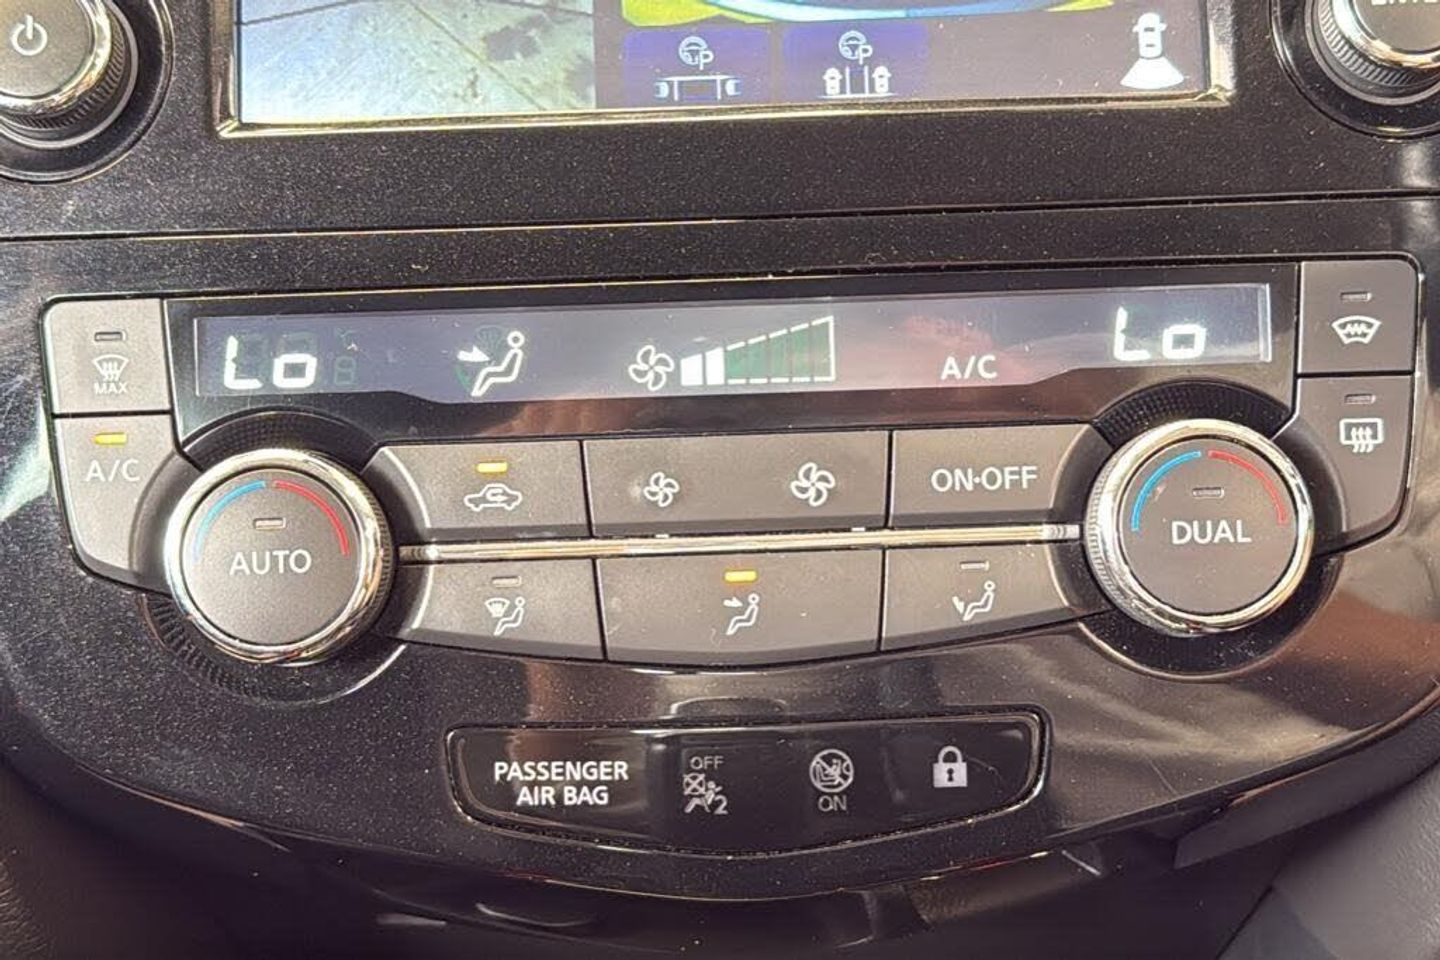 P
P
Lo
A/C
Lo
MAX
A/C
AUTO
ON·OFF
DUAL
PASSENGER
AIR BAG
OFF
2
ON